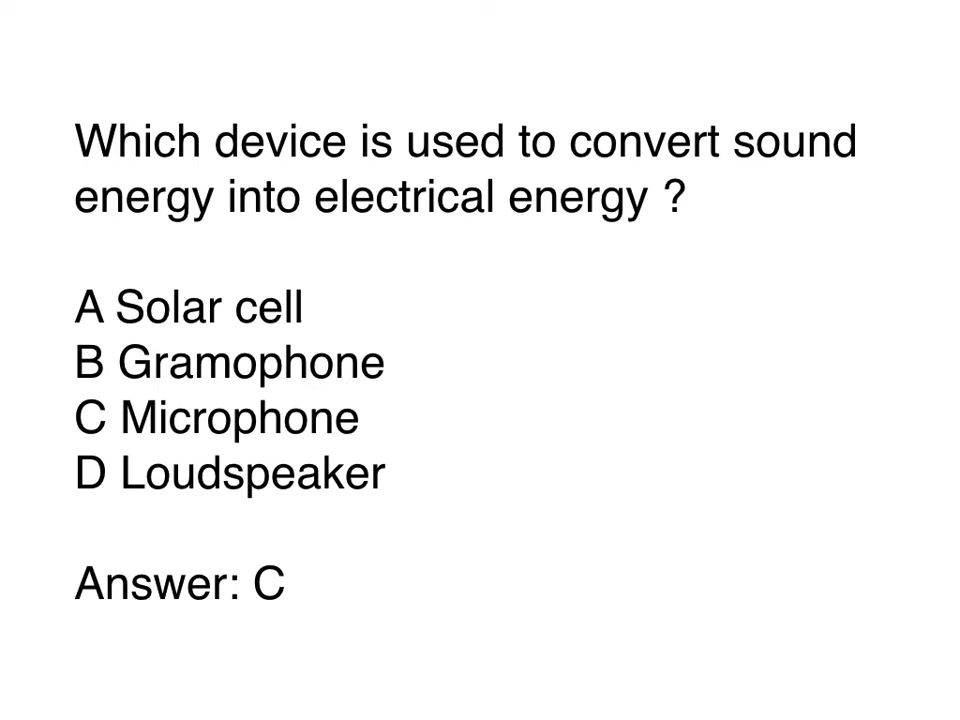 Which device is used to convert sound
energy into electrical energy ?
A Solar cell
B Gramophone
C Microphone
D Loudspeaker
Answer: C